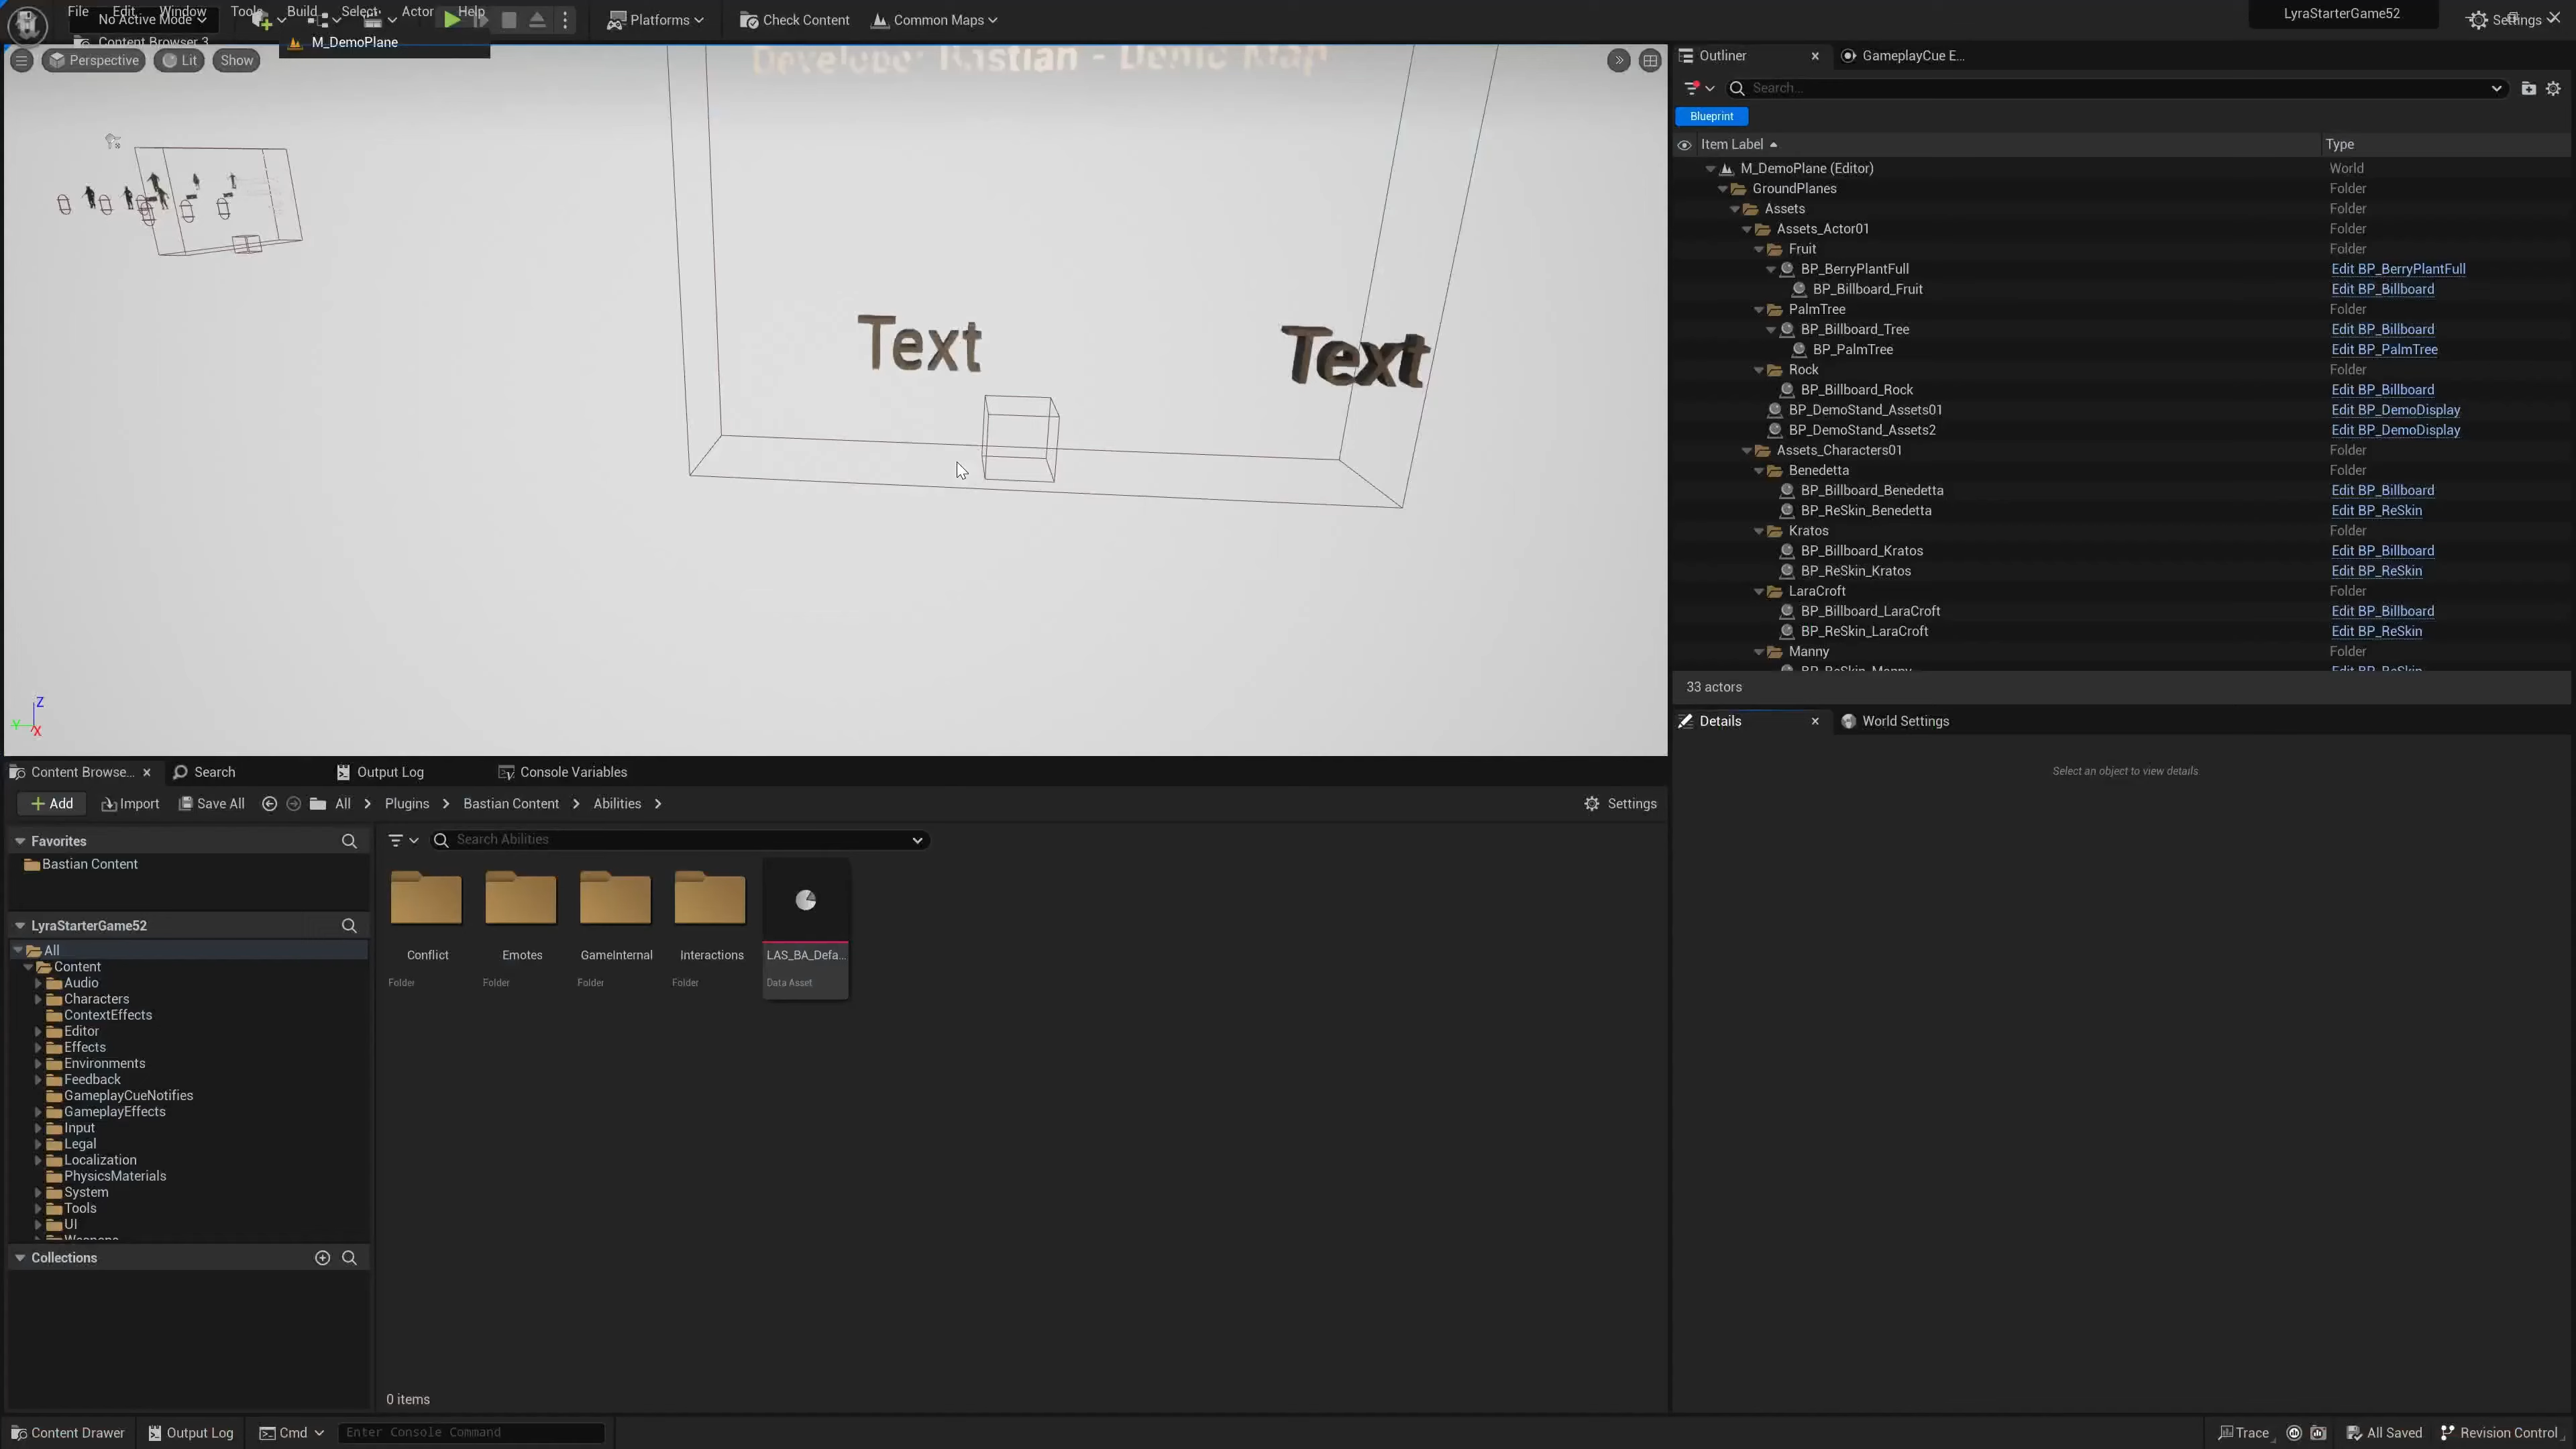 File Edit Window Tools Build Select Actor Help
No Active Mode
Platforms
Check Content
Common Maps
LyraStarterGame52
Settings
Content Browser 3
M_DemoPlane
Perspective
Lit
Show
Text
Text
Outliner
GameplayCue E...
Search...
Blueprint
Item Label Type
M_DemoPlane (Editor) World
GroundPlanes Folder
Assets Folder
Assets_Actor01 Folder
Fruit Folder
BP_BerryPlantFull Edit BP_BerryPlantFull
BP_Billboard_Fruit Edit BP_Billboard
PalmTree Folder
BP_Billboard_Tree Edit BP_Billboard
BP_PalmTree Edit BP_PalmTree
Rock Folder
BP_Billboard_Rock Edit BP_Billboard
BP_DemoStand_Assets01 Edit BP_DemoDisplay
BP_DemoStand_Assets2 Edit BP_DemoDisplay
Assets_Characters01 Folder
Benedetta Folder
BP_Billboard_Benedetta Edit BP_Billboard
BP_ReSkin_Benedetta Edit BP_ReSkin
Kratos Folder
BP_Billboard_Kratos Edit BP_Billboard
BP_ReSkin_Kratos Edit BP_ReSkin
LaraCroft Folder
BP_Billboard_LaraCroft Edit BP_Billboard
BP_ReSkin_LaraCroft Edit BP_ReSkin
Manny Folder
33 actors
Details
World Settings
Select an object to view details
Z
Y
X
Content Browse...
Search
Output Log
Console Variables
Add
Import
Save All
All
Plugins
Bastian Content
Abilities
Settings
Favorites
Bastian Content
Search Abilities
LyraStarterGame52
All
Content
Audio
Characters
ContextEffects
Editor
Effects
Environments
Feedback
GameplayCueNotifies
GameplayEffects
Input
Legal
Localization
PhysicsMaterials
System
Tools
UI
Collections
Conflict
Folder
Emotes
Folder
GameInternal
Folder
Interactions
Folder
LAS_BA_Defa...
Data Asset
0 items
Content Drawer
Output Log
Cmd
Enter Console Command
Trace
All Saved
Revision Control